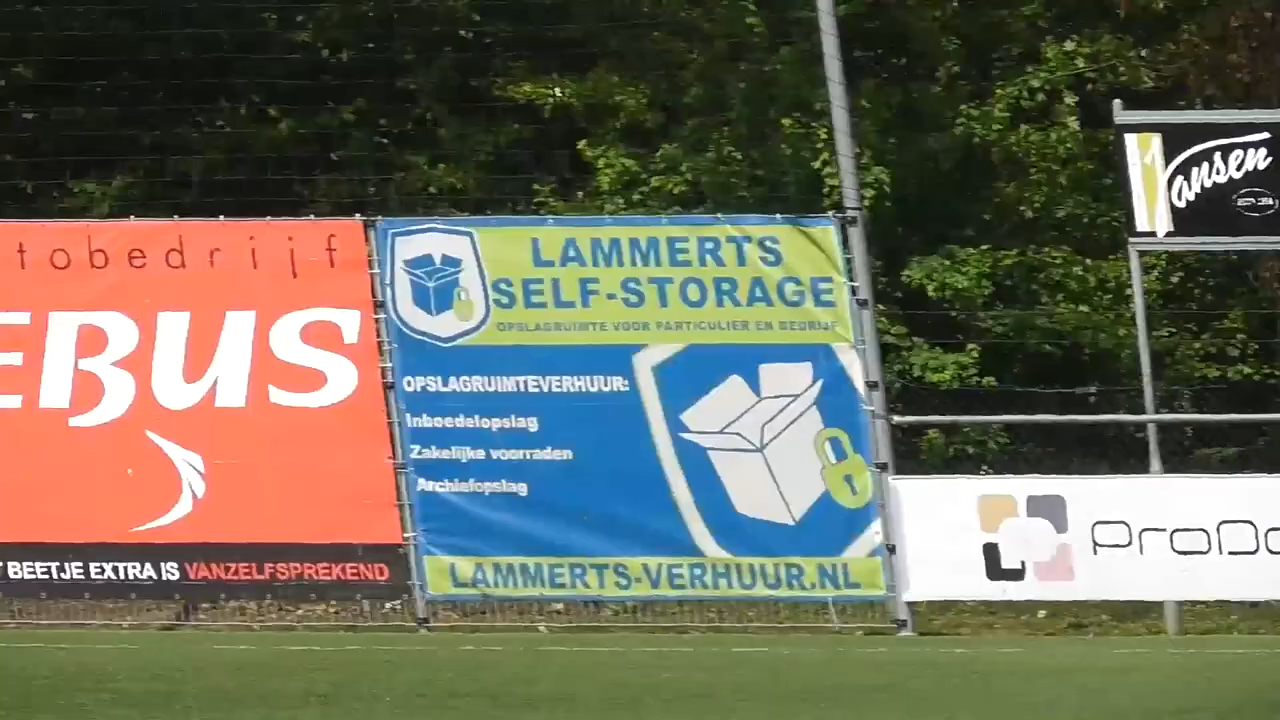 tobedrijf
EBUS
BEETJE EXTRA IS VANZELFSPREKEND
LAMMERTS
SELF-STORAGE
OPSLAGRUIMTE VOOR PARTICULIER EN BEDRIJF
OPSLAGRUIMTEVERHUUR:
Inboedelopslag
Zakelijke voorraden
Archiefopslag
LAMMERTS-VERHUUR.NL
Jansen
ProDo